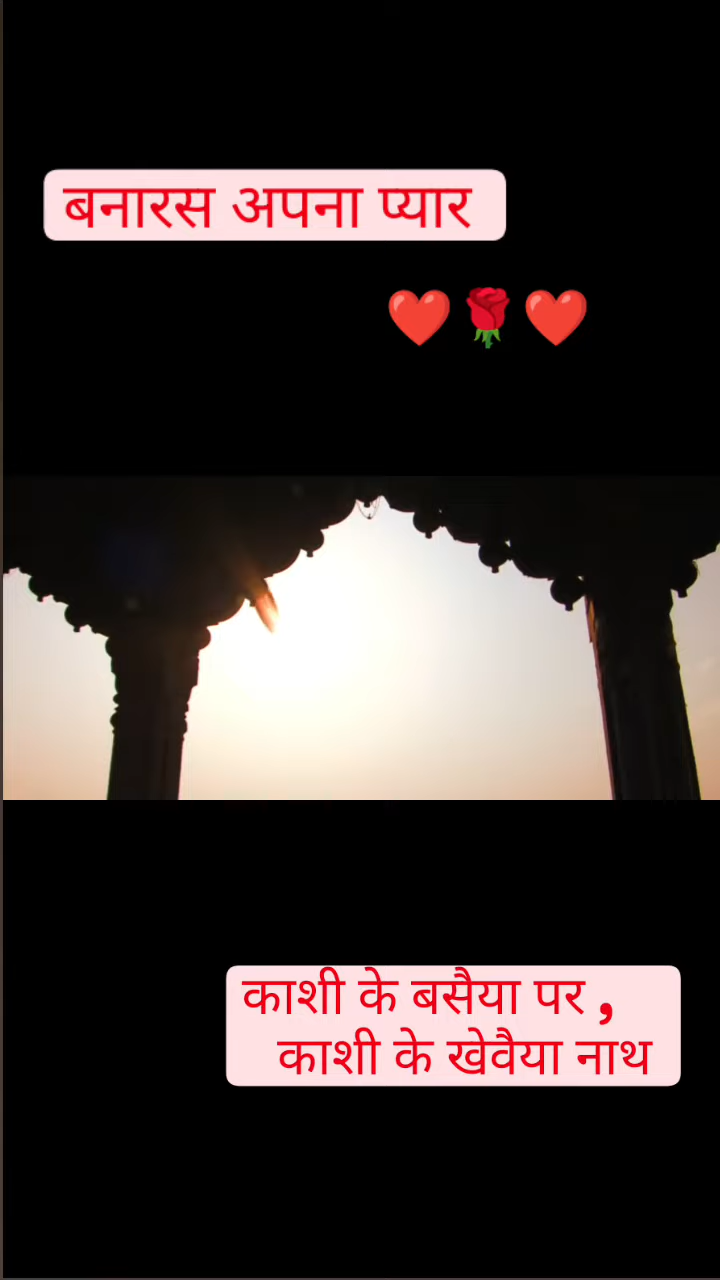 बनारस अपना प्यार
❤️🌹❤️
काशी के बसैया पर ,
काशी के खेवैया नाथ